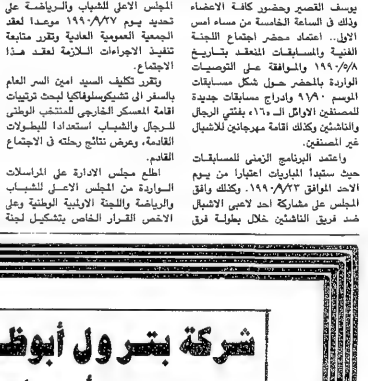 يوسف القصير وحضور كافة الاعضاء
وذلك في الساعة الخامسة من مساء امس
الاول.. اعتماد محضر اجتماع اللجنة
الفنية والمسابقات المنعقد بتاريخ
١٩٩٠/٥/٨ والموافقة على التوصيات
الواردة بالمحضر حول شكل مسابقات
الموسم ٩١/٩٠ وادراج مسابقات جديدة
للمصنفين الاوائل الـ «١٦» بفئتي الرجال
والناشئين وكذلك اقامة مهرجانين للاشبال
غير المصنفين.
واعتمد البرنامج الزمني للمسابقات
حيث ستبدأ المباريات اعتبارا من يوم
الاحد الموافق ١٩٩٠/٩/٢٣. وكذلك وافق
المجلس على مشاركة احد لاعبي الاشبال
ضد فريق الناشئين خلال بطولة فرق
المجلس الاعلى للشباب والرياضة على
تحديد يوم ١٩٩٠/٩/٢٧ موعدا لعقد
الجمعية العمومية العادية وتقرر متابعة
تنفيذ الاجراءات اللازمة لعقد هذا
الاجتماع.
وتقرر تكليف السيد امين السر العام
بالسفر الى تشيكوسلوفاكيا لبحث ترتيبات
اقامة المعسكر الخارجي للمنتخب الوطني
للرجال والشباب استعدادا للبطولات
القادمة، وعرض نتائج رحلته في الاجتماع
القادم.
اطلع مجلس الادارة على المراسلات
الواردة من المجلس الاعلى للشباب
والرياضة واللجنة الاولمبية الوطنية وعلى
الاخص القرار الخاص بتشكيل لجنة
شركة بترول أبوظ